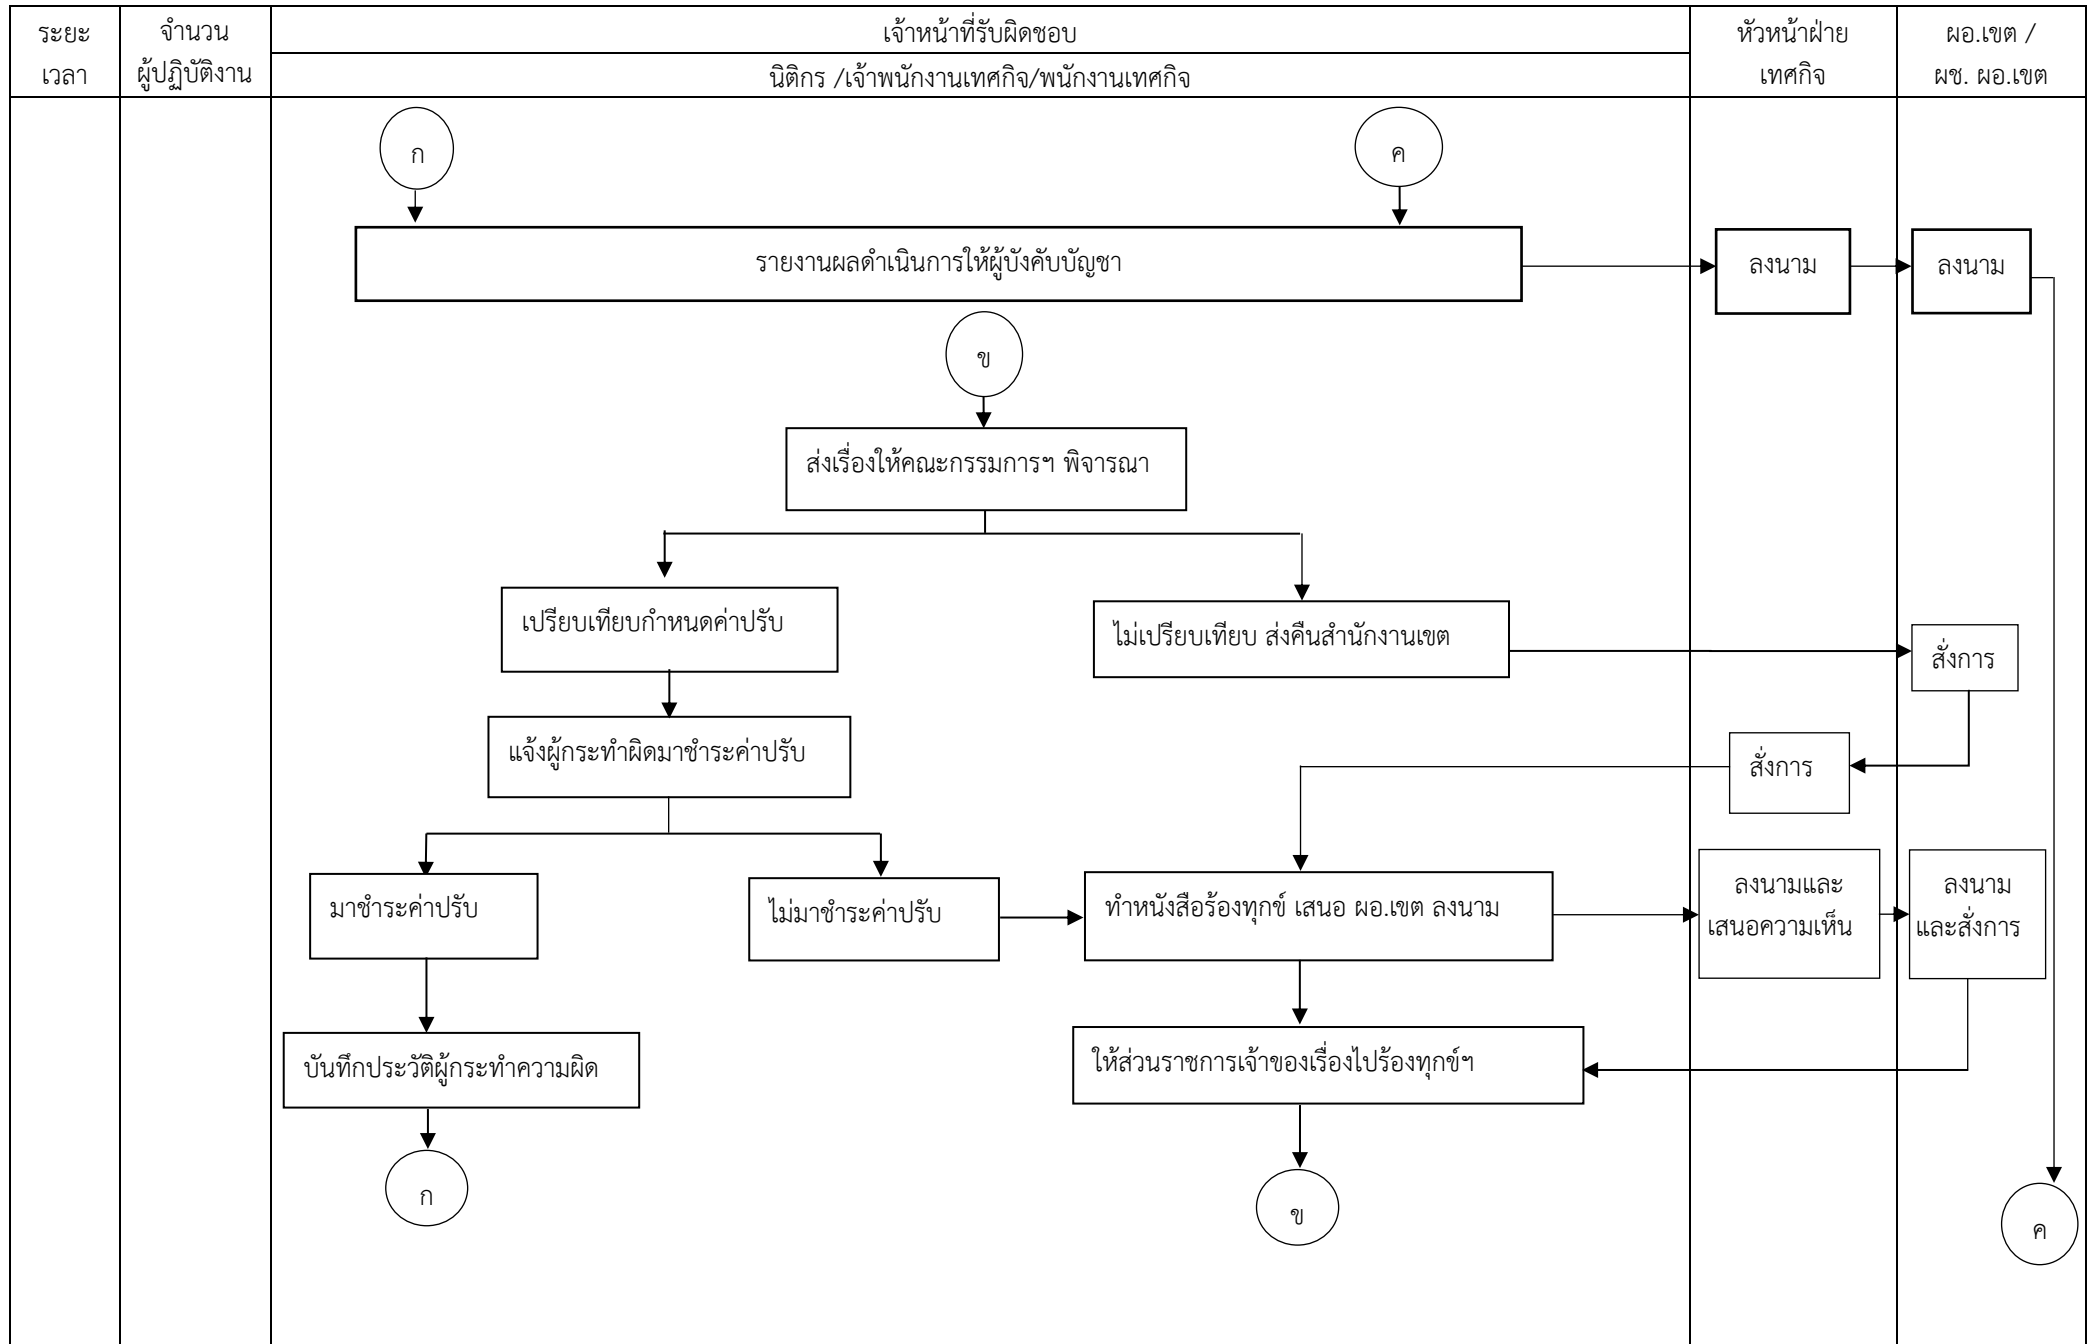 ระยะ
เวลา
จำนวน
ผู้ปฏิบัติงาน
เจ้าหน้าที่รับผิดชอบ
นิติกร /เจ้าพนักงานเทศกิจ/พนักงานเทศกิจ
หัวหน้าฝ่าย
เทศกิจ
ผอ.เขต /
ผช. ผอ.เขต
ก
ค
รายงานผลดำเนินการให้ผู้บังคับบัญชา
ลงนาม
ลงนาม
ข
ส่งเรื่องให้คณะกรรมการฯ พิจารณา
เปรียบเทียบกำหนดค่าปรับ
ไม่เปรียบเทียบ ส่งคืนสำนักงานเขต
สั่งการ
แจ้งผู้กระทำผิดมาชำระค่าปรับ
สั่งการ
มาชำระค่าปรับ
ไม่มาชำระค่าปรับ
ทำหนังสือร้องทุกข์ เสนอ ผอ.เขต ลงนาม
ลงนามและ
เสนอความเห็น
ลงนาม
และสั่งการ
บันทึกประวัติผู้กระทำความผิด
ให้ส่วนราชการเจ้าของเรื่องไปร้องทุกข์ฯ
ก
ข
ค